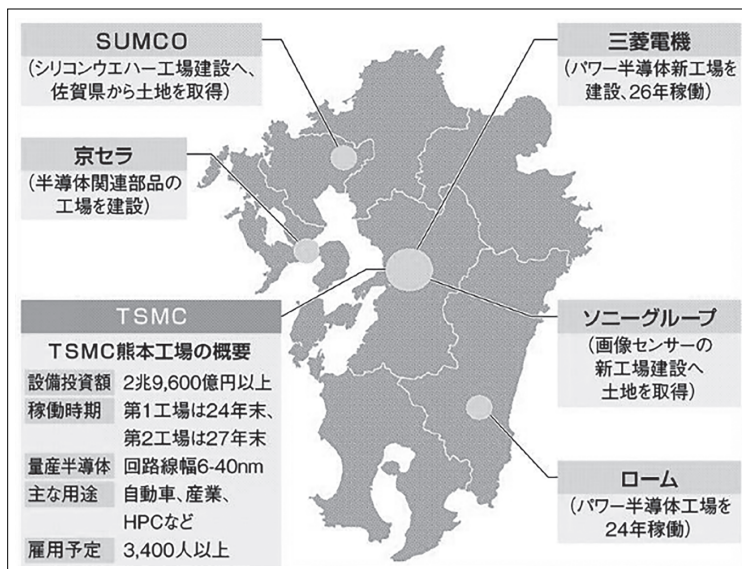 SUMCO
(シリコンウエハー工場建設へ、
佐賀県から土地を取得)
京セラ
(半導体関連部品の
工場を建設)
TSMC
TSMC熊本工場の概要
設備投資額 2兆9,600億円以上
稼働時期 第1工場は24年末、
第2工場は27年末
量産半導体 回路線幅6-40nm
主な用途 自動車、産業、
HPCなど
雇用予定 3,400人以上
三菱電機
(パワー半導体新工場を
建設、26年稼働)
ソニーグループ
(画像センサーの
新工場建設へ
土地を取得)
ローム
(パワー半導体工場を
24年稼働)